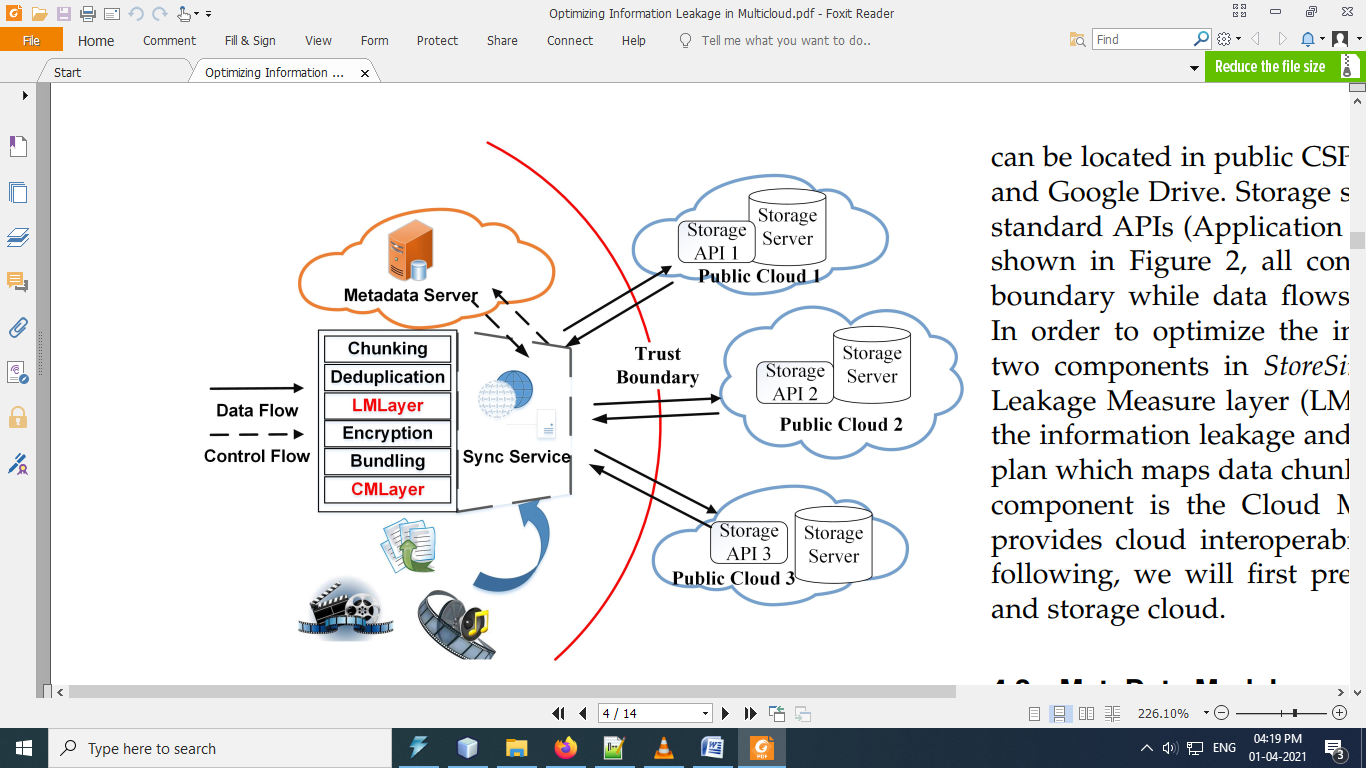 Optimizing Information Leakage in Multicloud.pdf - Foxit Reader
File Home Comment Fill & Sign View Form Protect Share Connect Help Tell me what you want to do.. Find
Start Optimizing Information ... Reduce the file size
Metadata Server
Chunking
Deduplication
LMLayer
Encryption
Bundling
CMLayer
Data Flow
Control Flow
Sync Service
Trust
Boundary
Storage
API 1
Storage
Server
Public Cloud 1
Storage
API 2
Storage
Server
Public Cloud 2
Storage
API 3
Storage
Server
Public Cloud 3
can be located in public CSP
and Google Drive. Storage s
standard APIs (Application
shown in Figure 2, all con
boundary while data flows
In order to optimize the in
two components in StoreSi
Leakage Measure layer (LM
the information leakage and
plan which maps data chunk
component is the Cloud M
provides cloud interoperabi
following, we will first pre
and storage cloud.
4 / 14
226.10%
Type here to search
ENG
04:19 PM
01-04-2021
3